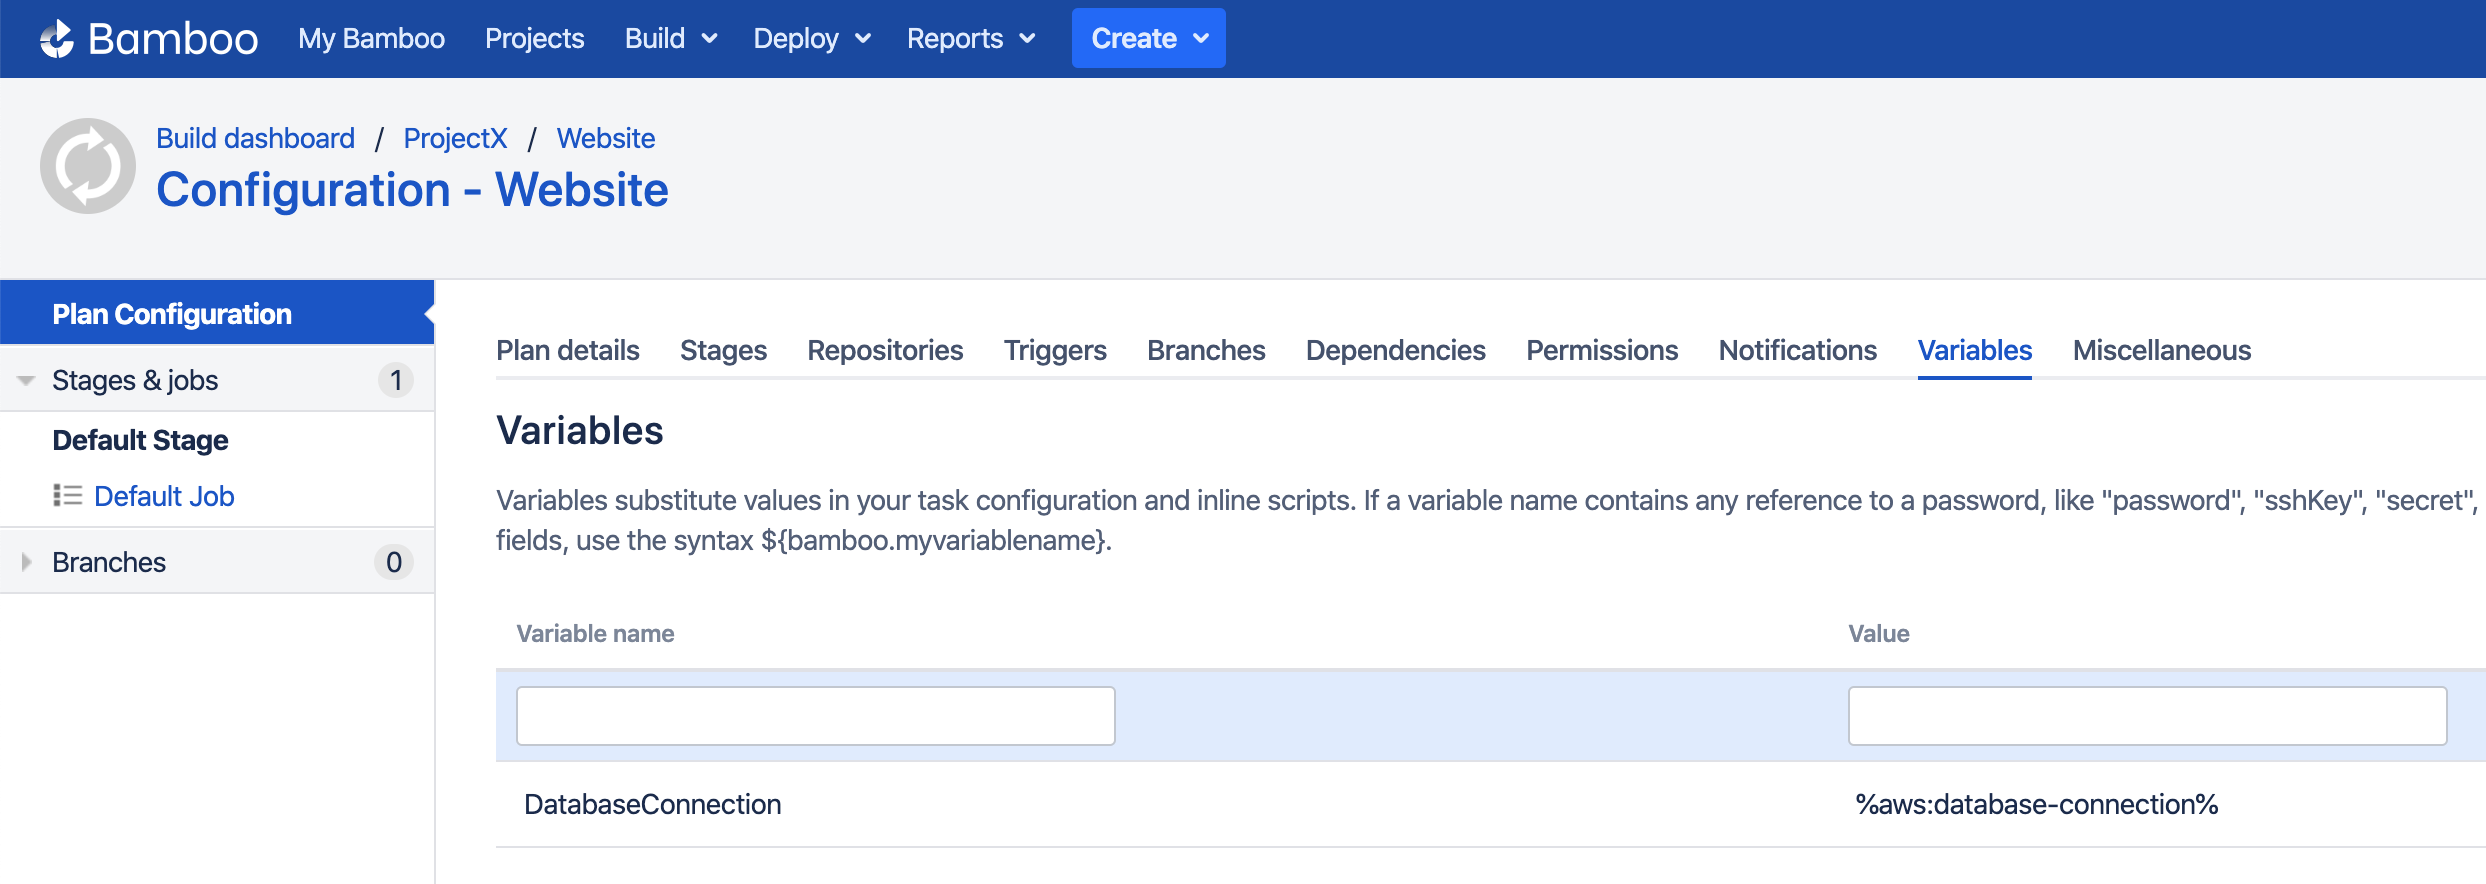 Bamboo My Bamboo Projects Build Deploy Reports Create
Build dashboard / ProjectX / Website
Configuration - Website
Plan Configuration
Stages & jobs 1
Default Stage
Default Job
Branches 0
Plan details Stages Repositories Triggers Branches Dependencies Permissions Notifications Variables Miscellaneous
Variables
Variables substitute values in your task configuration and inline scripts. If a variable name contains any reference to a password, like "password", "sshKey", "secret",
fields, use the syntax ${bamboo.myvariablename}.
Variable name Value
DatabaseConnection %aws:database-connection%